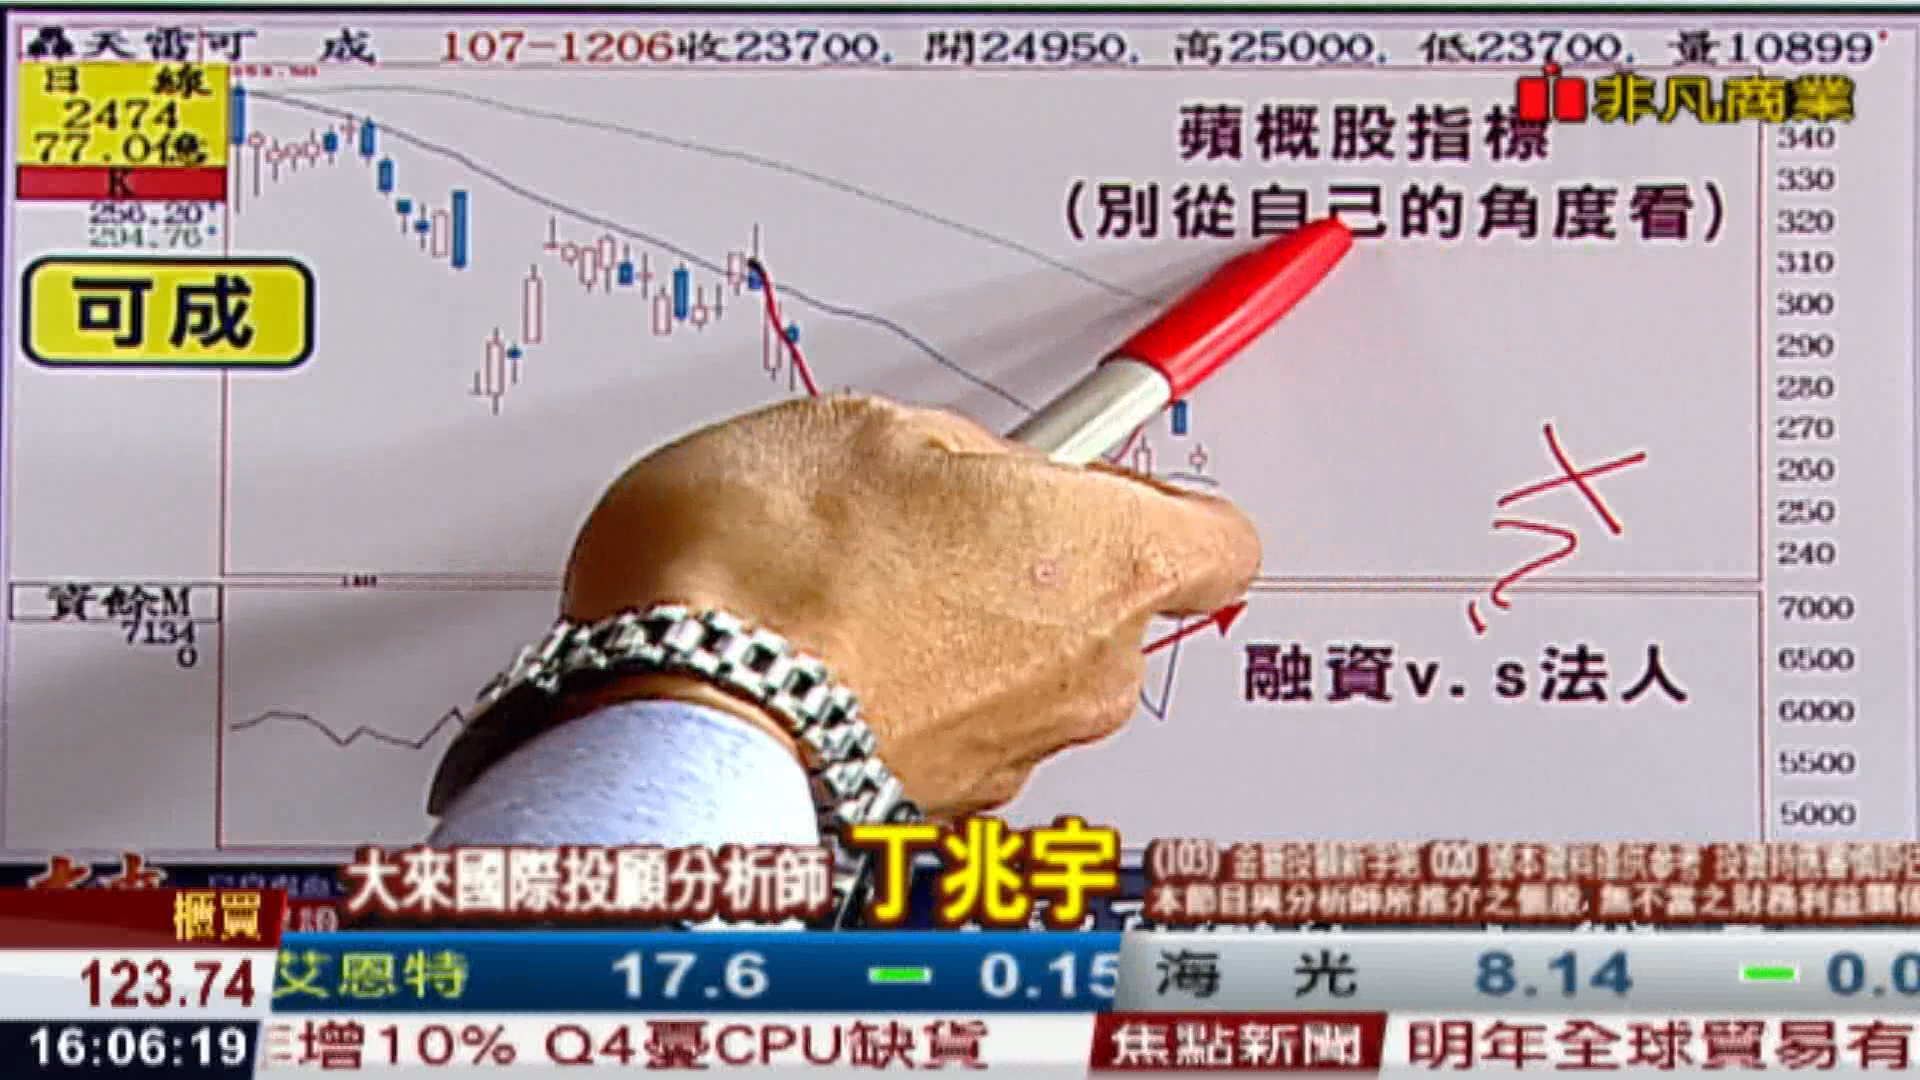 天雷可 成 107-1206收23700. 開24950. 高25000. 低23700. 量10899
日 線
2474
77.0億
K
256.20
294.76
可成
非凡商業
蘋概股指標
(別從自己的角度看)
340
330
320
310
300
290
280
270
260
250
240
資餘M
7134
0
融資v.s法人
7000
6500
6000
5500
5000
大來國際投顧分析師 丁兆宇
本節目與分析師所推介之個股 無不當之財務利益關係
櫃買
123.74
艾恩特 17.6 0.15
海 光 8.14 0.0
16:06:19
增10% Q4憂CPU缺貨
焦點新聞 明年全球貿易有